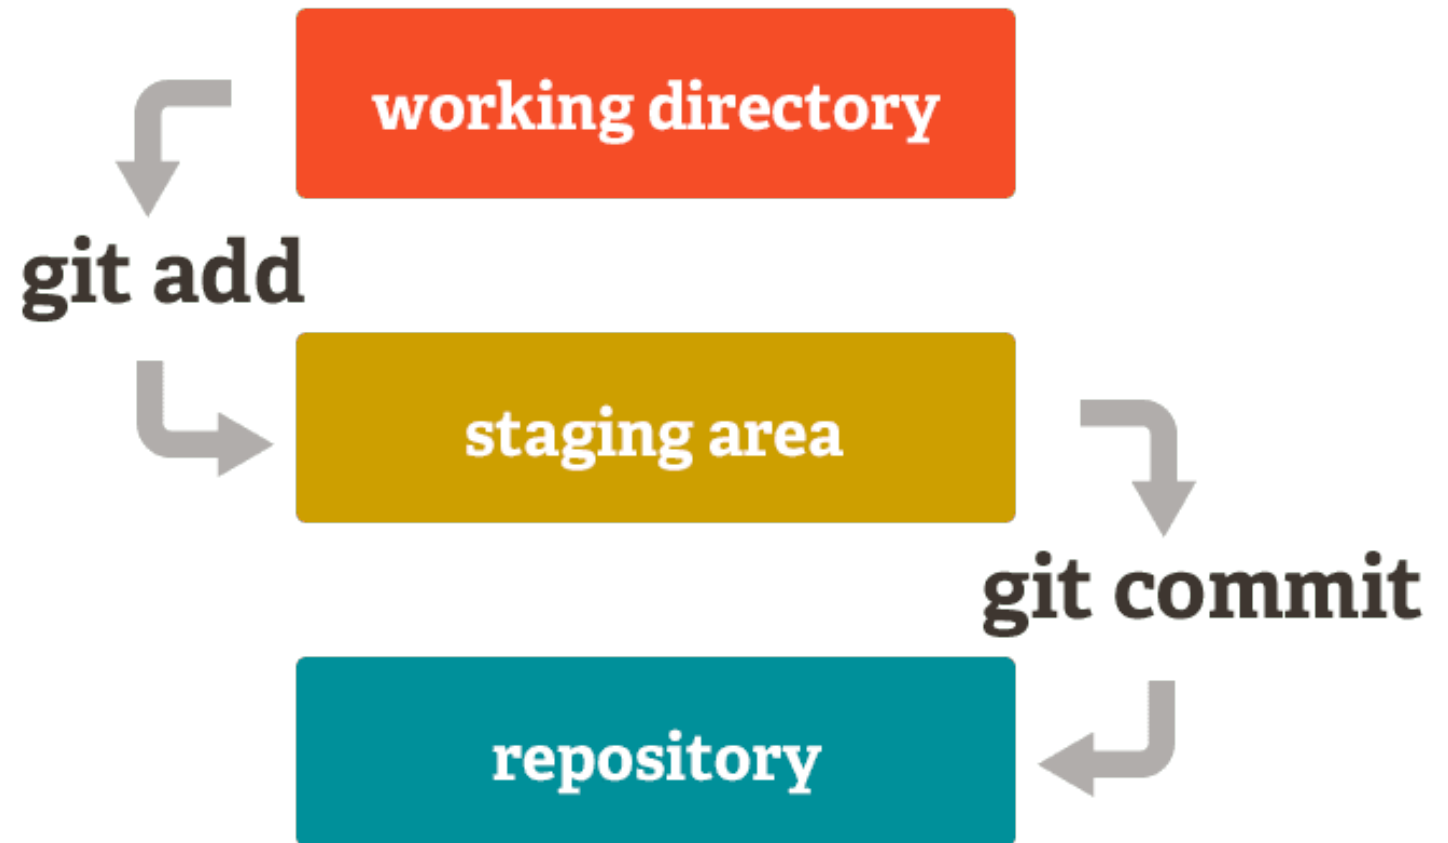 working directory
git add
staging area
git commit
repository